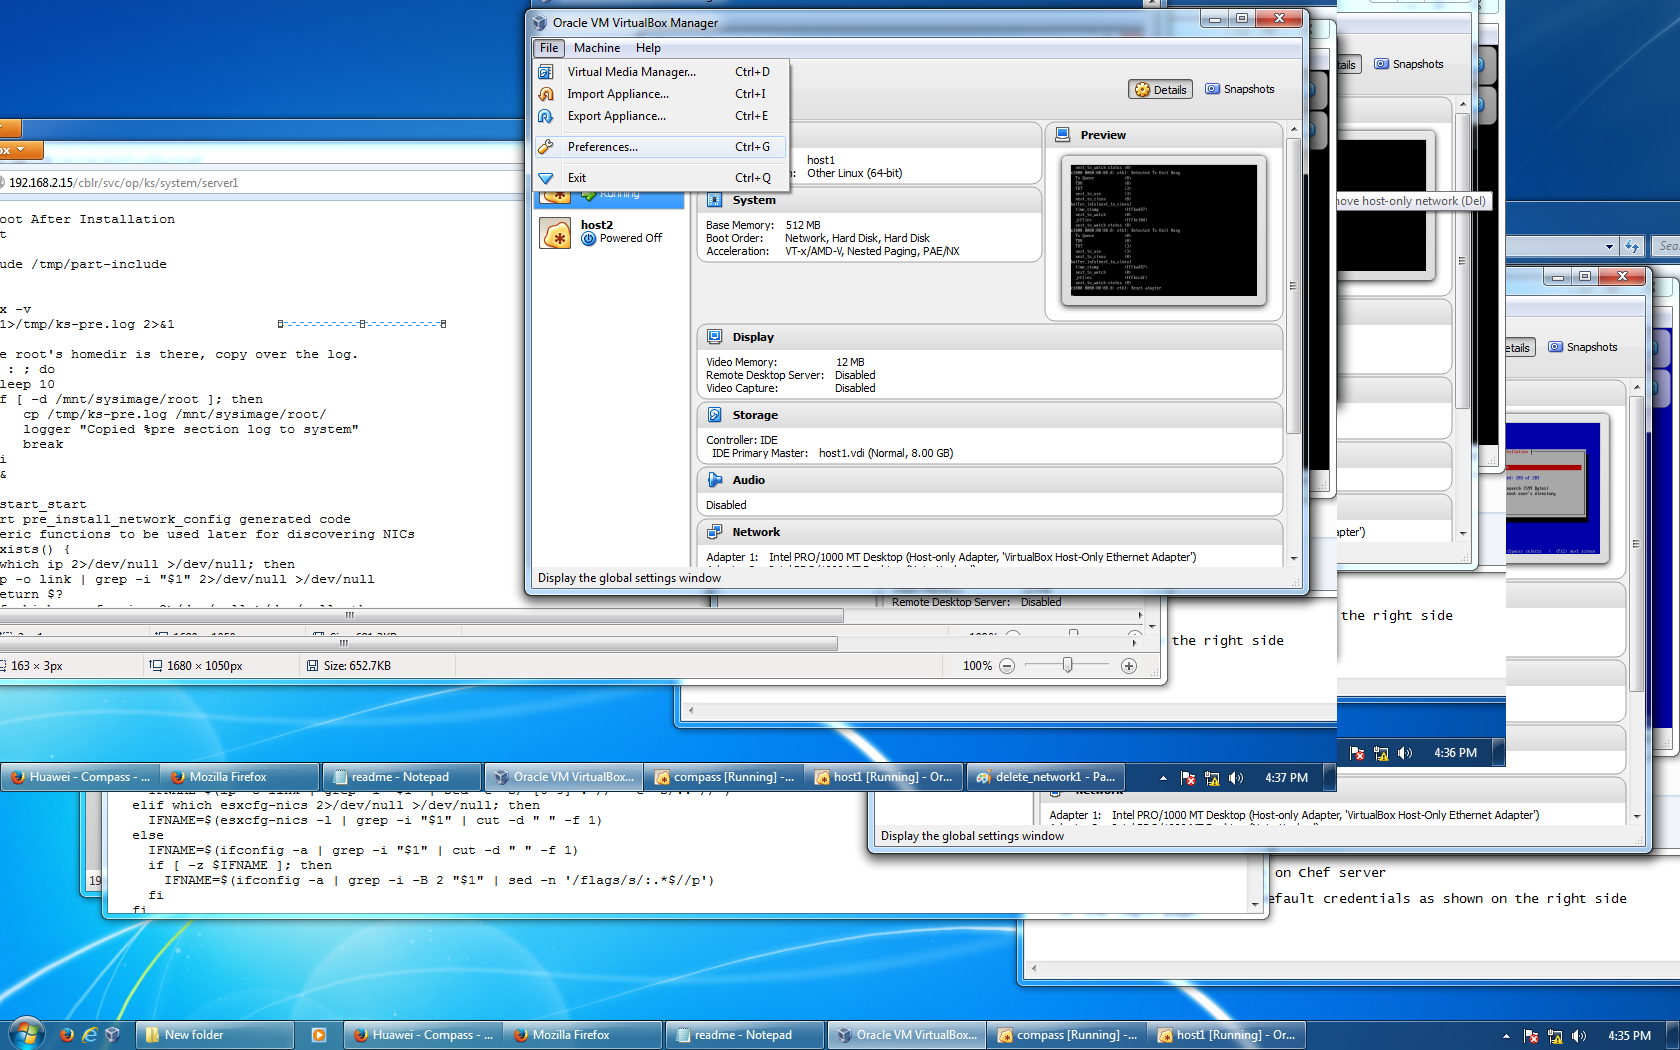 Oracle VM VirtualBox Manager
File Machine Help
Virtual Media Manager... Ctrl+D
Import Appliance... Ctrl+I
Export Appliance... Ctrl+E
Preferences... Ctrl+G
Exit Ctrl+Q
Details Snapshots
Snapshots
Running
host2
Powered Off
host1
Other Linux (64-bit)
System
Base Memory: 512 MB
Boot Order: Network, Hard Disk, Hard Disk
Acceleration: VT-x/AMD-V, Nested Paging, PAE/NX
Preview
Display
Video Memory: 12 MB
Remote Desktop Server: Disabled
Video Capture: Disabled
Storage
Controller: IDE
IDE Primary Master: host1.vdi (Normal, 8.00 GB)
Audio
Disabled
Network
Adapter 1: Intel PRO/1000 MT Desktop (Host-only Adapter, 'VirtualBox Host-Only Ethernet Adapter')
Display the global settings window
Remote Desktop Server: Disabled
ox
192.168.2.15/cblr/svc/op/ks/system/server1
oot After Installation
t
ude /tmp/part-include
x -v
1>/tmp/ks-pre.log 2>&1
e root's homedir is there, copy over the log.
: ; do
leep 10
f [ -d /mnt/sysimage/root ]; then
cp /tmp/ks-pre.log /mnt/sysimage/root/
logger "Copied %pre section log to system"
break
i
&
start_start
rt pre_install_network_config generated code
eric functions to be used later for discovering NICs
xists() {
which ip 2>/dev/null >/dev/null; then
p -o link | grep -i "$1" 2>/dev/null >/dev/null
eturn $?
163 × 3px 1680 × 1050px Size: 652.7KB 100%
move host-only network (Del)
tails Snapshots
pter')
the right side
the right side
4:36 PM
Huawei - Compass - ... Mozilla Firefox readme - Notepad Oracle VM VirtualBox... compass [Running] -... host1 [Running] - Or... delete_network1 - Pa... 4:37 PM
elif which esxcfg-nics 2>/dev/null >/dev/null; then
IFNAME=$(esxcfg-nics -l | grep -i "$1" | cut -d " " -f 1)
else
IFNAME=$(ifconfig -a | grep -i "$1" | cut -d " " -f 1)
if [ -z $IFNAME ]; then
IFNAME=$(ifconfig -a | grep -i -B 2 "$1" | sed -n '/flags/s/:.*$//p')
fi
fi
19
Network
Adapter 1: Intel PRO/1000 MT Desktop (Host-only Adapter, 'VirtualBox Host-Only Ethernet Adapter')
Display the global settings window
on Chef server
efault credentials as shown on the right side
New folder Huawei - Compass - ... Mozilla Firefox readme - Notepad Oracle VM VirtualBox... compass [Running] -... host1 [Running] - Or... 4:35 PM